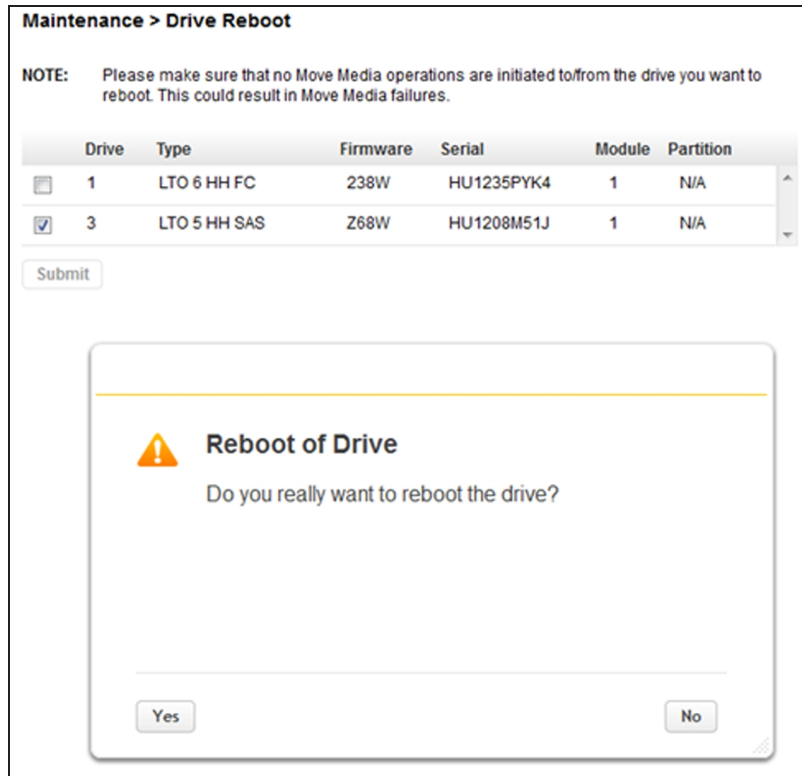 Maintenance > Drive Reboot
NOTE: Please make sure that no Move Media operations are initiated to/from the drive you want to
reboot. This could result in Move Media failures.
Drive Type Firmware Serial Module Partition
1 LTO 6 HH FC 238W HU1235PYK4 1 N/A
3 LTO 5 HH SAS Z68W HU1208M51J 1 N/A
Submit
Reboot of Drive
Do you really want to reboot the drive?
Yes No